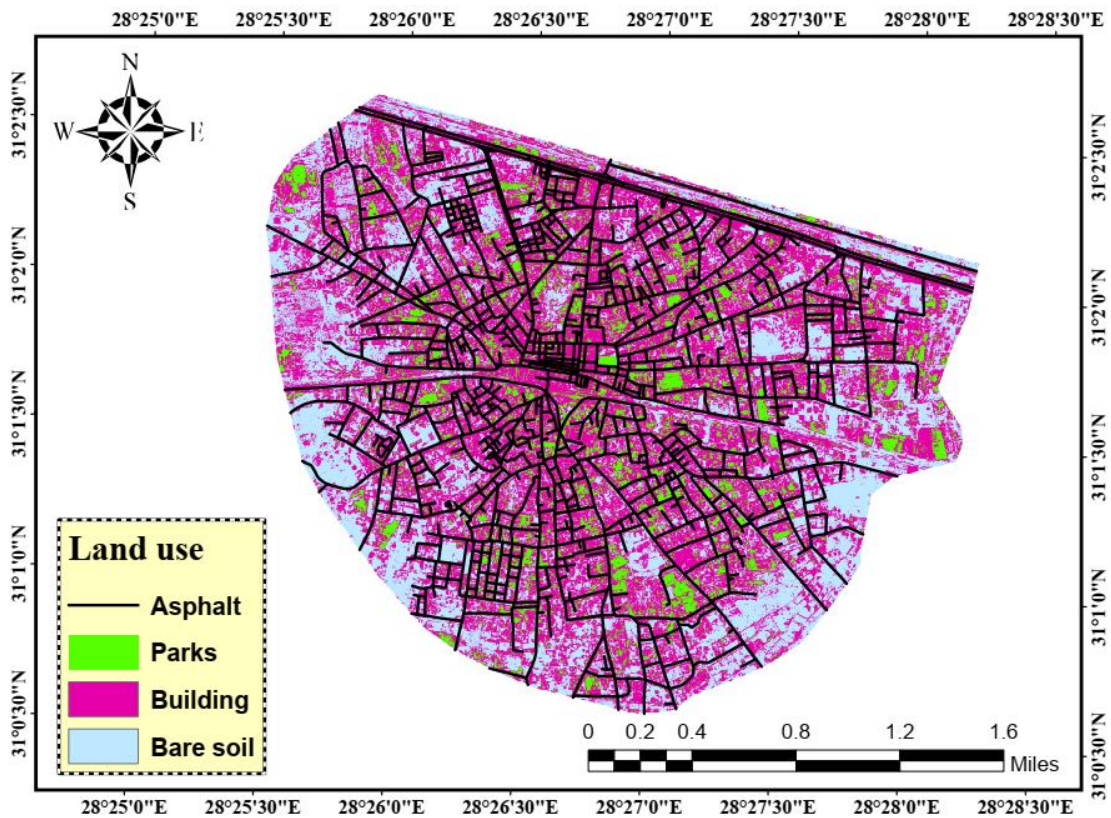 28°25'0"E 28°25'30"E 28°26'0"E 28°26'30"E 28°27'0"E 28°27'30"E 28°28'0"E 28°28'30"E
31°2'30"N
31°2'0"N
31°1'30"N
31°1'0"N
31°0'30"N
N
W E
S
31°2'30"N
31°2'0"N
31°1'30"N
31°1'0"N
31°0'30"N
Land use
Asphalt
Parks
Building
Bare soil
0 0.2 0.4 0.8 1.2 1.6
Miles
28°25'0"E 28°25'30"E 28°26'0"E 28°26'30"E 28°27'0"E 28°27'30"E 28°28'0"E 28°28'30"E